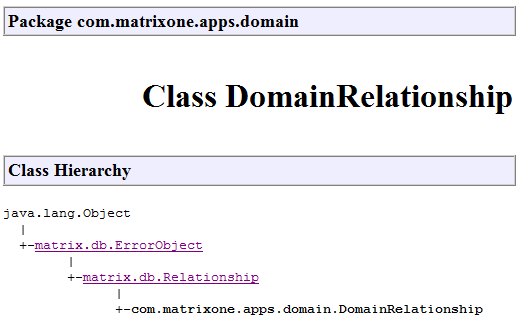 Package com.matrixone.apps.domain
Class DomainRelationship
Class Hierarchy
java.lang.Object
|
+-matrix.db.ErrorObject
|
+-matrix.db.Relationship
|
+-com.matrixone.apps.domain.DomainRelationship